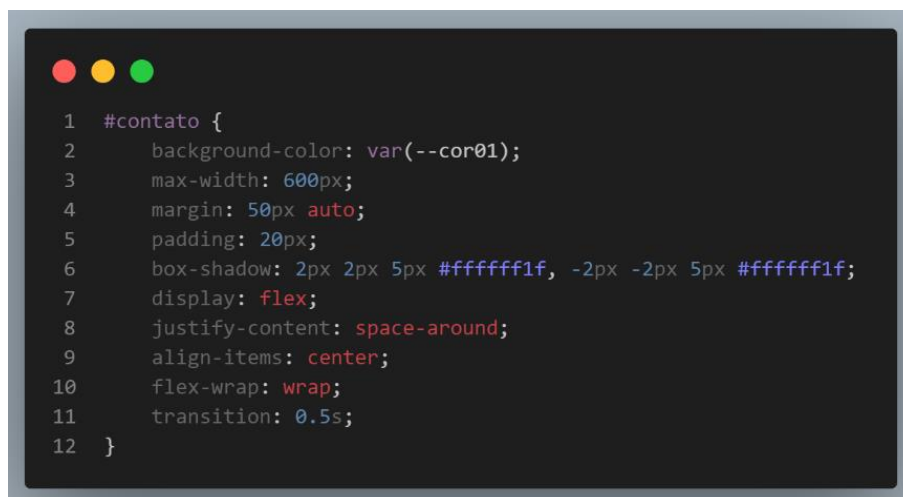 1 #contato {
2 background-color: var(--cor01);
3 max-width: 600px;
4 margin: 50px auto;
5 padding: 20px;
6 box-shadow: 2px 2px 5px #ffffff1f, -2px -2px 5px #ffffff1f;
7 display: flex;
8 justify-content: space-around;
9 align-items: center;
10 flex-wrap: wrap;
11 transition: 0.5s;
12 }